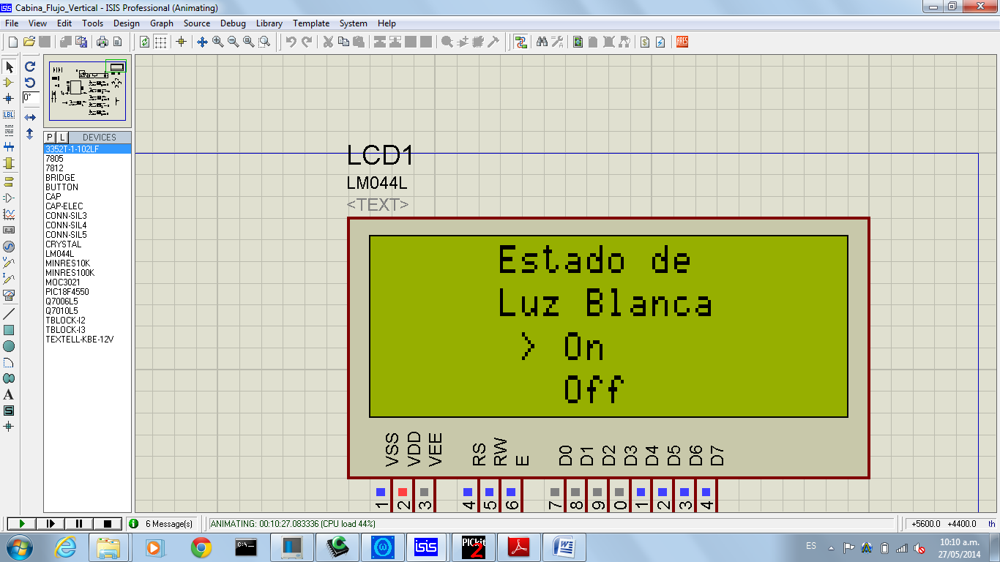 Cabina_Flujo_Vertical - ISIS Professional (Animating)
File View Edit Tools Design Graph Source Debug Library Template System Help
0°
LBL
A
S
P L DEVICES
3352T-1-102LF
7805
7812
BRIDGE
BUTTON
CAP
CAP-ELEC
CONN-SIL3
CONN-SIL4
CONN-SIL5
CRYSTAL
LM044L
MINRES10K
MINRES100K
MOC3021
PIC18F4550
Q7006L5
Q7010L5
TBLOCK-I2
TBLOCK-I3
TEXTELL-KBE-12V
LCD1
LM044L
<TEXT>
Estado de
Luz Blanca
> On
Off
VSS VDD VEE RS RW E D0 D1 D2 D3 D4 D5 D6 D7
1 2 3 4 5 6 7 8 9 0 1 2 3 4
6 Message(s) ANIMATING: 00:10:27.083336 (CPU load 44%) +5600.0 +4400.0 th
isis PICkit 2
ES
10:10 a.m.
27/05/2014